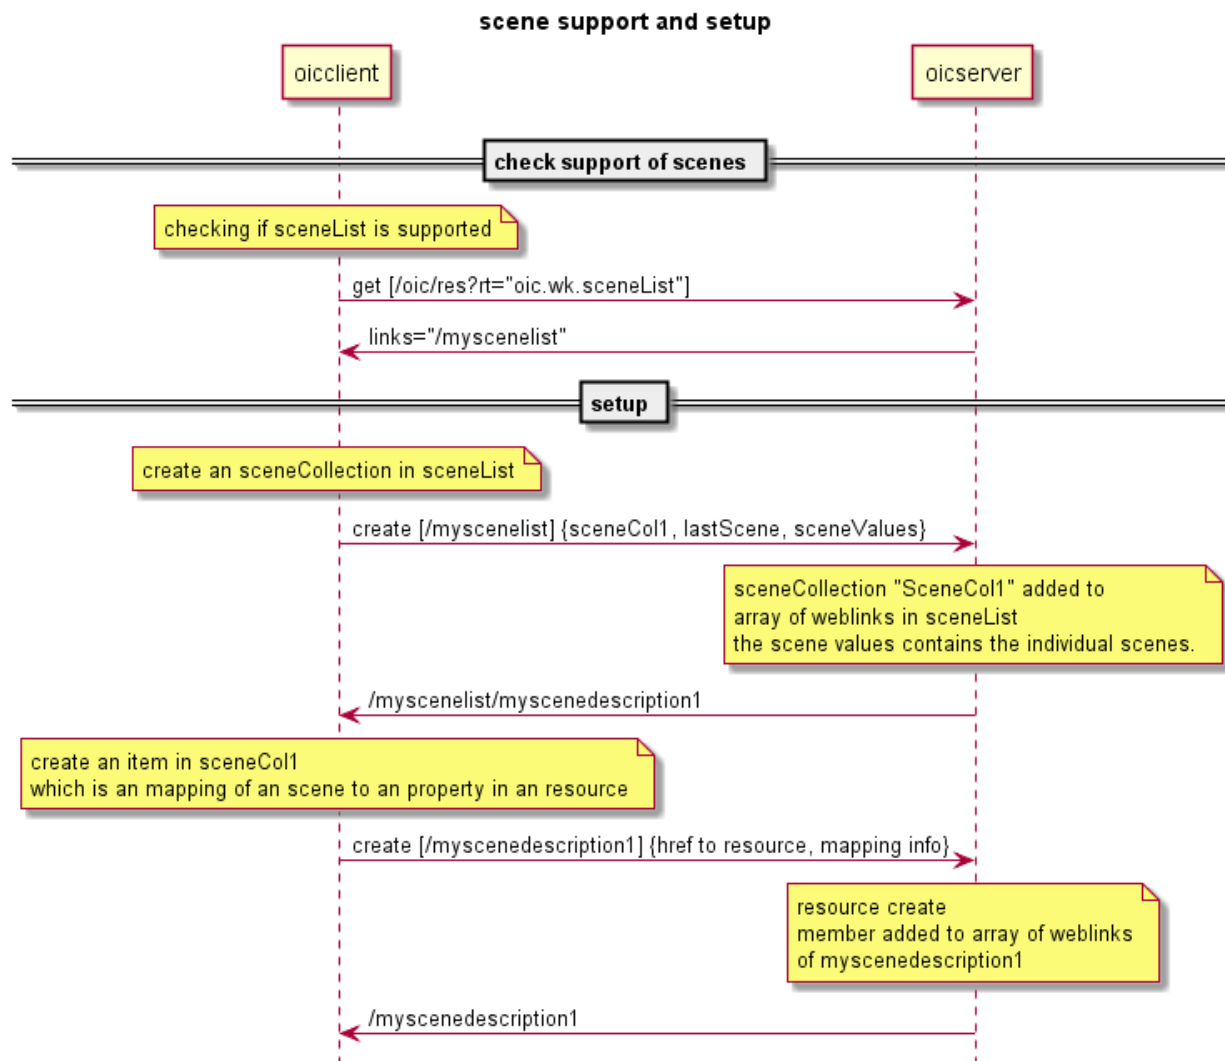 scene support and setup
oicclient
oicserver
check support of scenes
checking if sceneList is supported
get [/oic/res?rt="oic.wk.sceneList"]
links="/myscenelist"
setup
create an sceneCollection in sceneList
create [/myscenelist] {sceneCol1, lastScene, sceneValues}
sceneCollection "SceneCol1" added to
array of weblinks in sceneList
the scene values contains the individual scenes.
/myscenelist/myscenedescription1
create an item in sceneCol1
which is an mapping of an scene to an property in an resource
create [/myscenedescription1] {href to resource, mapping info}
resource create
member added to array of weblinks
of myscenedescription1
/myscenedescription1